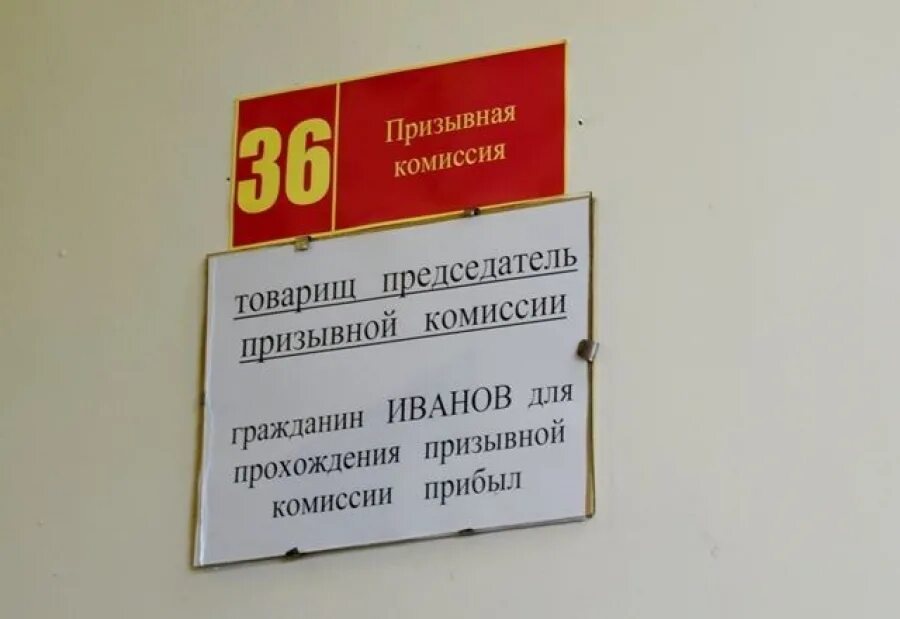 36
Призывная
комиссия
товарищ председатель
призывной комиссии
гражданин ИВАНОВ для
прохождения призывной
комиссии прибыл